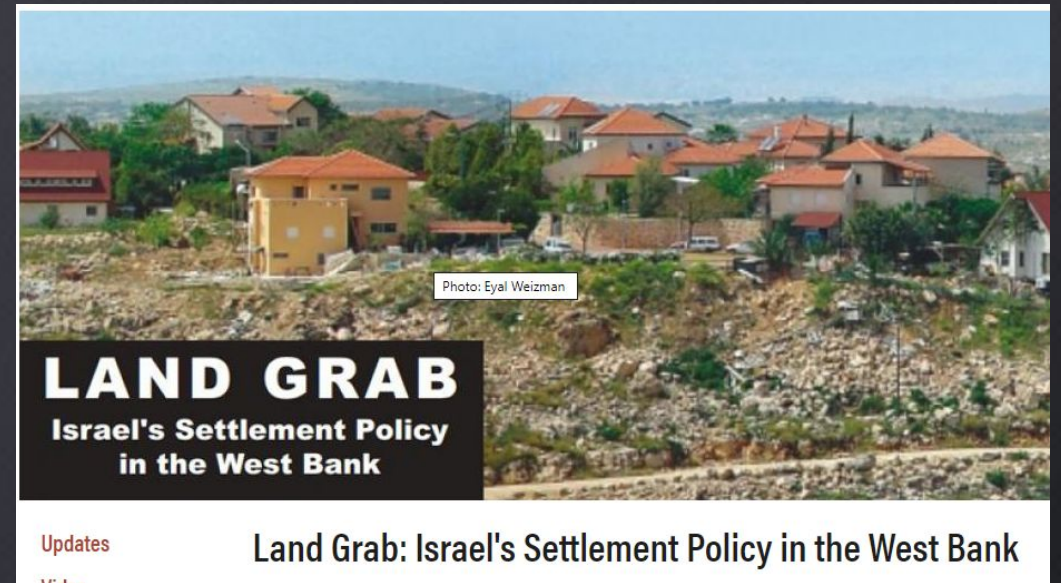 Photo: Eyal Weizman
LAND GRAB
Israel's Settlement Policy
in the West Bank
Updates
Land Grab: Israel's Settlement Policy in the West Bank